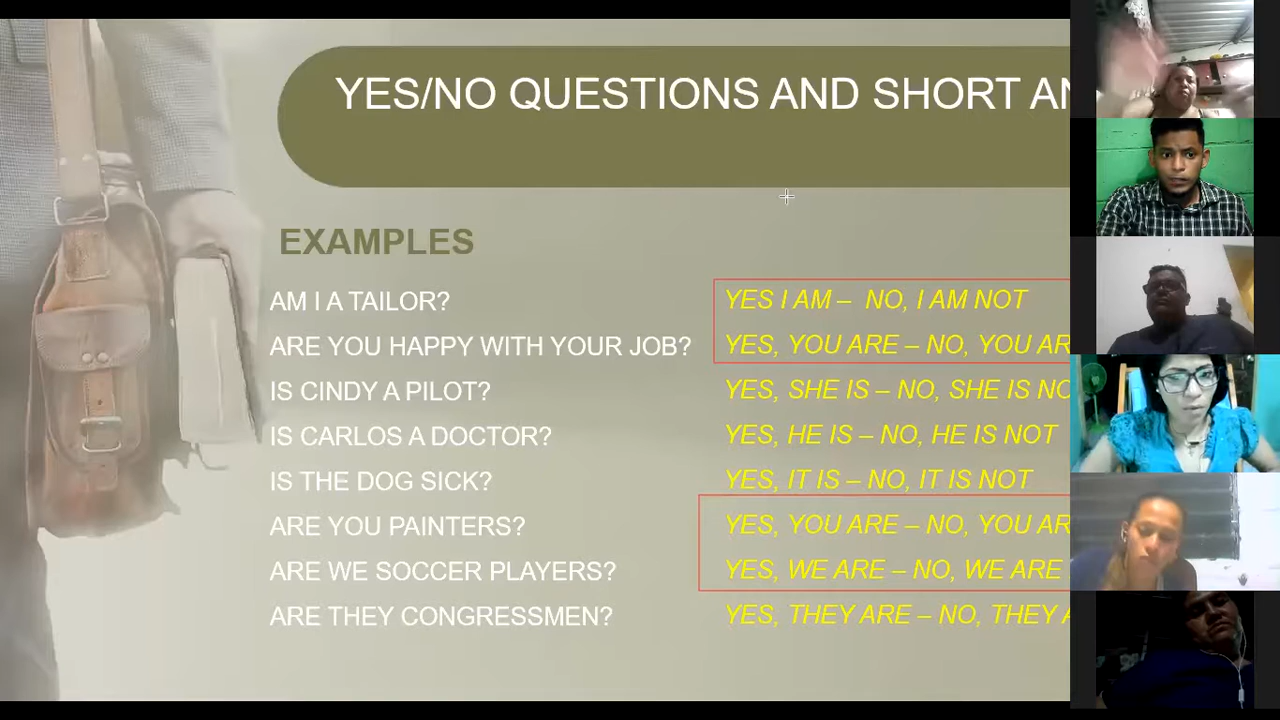 YES/NO QUESTIONS AND SHORT
EXAMPLES
AM I A TAILOR? YES I AM – NO, I AM NOT
ARE YOU HAPPY WITH YOUR JOB? YES, YOU ARE – NO, YOU
IS CINDY A PILOT? YES, SHE IS – NO, SHE IS
IS CARLOS A DOCTOR? YES, HE IS – NO, HE IS NOT
IS THE DOG SICK? YES, IT IS – NO, IT IS NOT
ARE YOU PAINTERS? YES, YOU ARE – NO, YOU
ARE WE SOCCER PLAYERS? YES, WE ARE – NO, WE ARE
ARE THEY CONGRESSMEN? YES, THEY ARE – NO, THEY